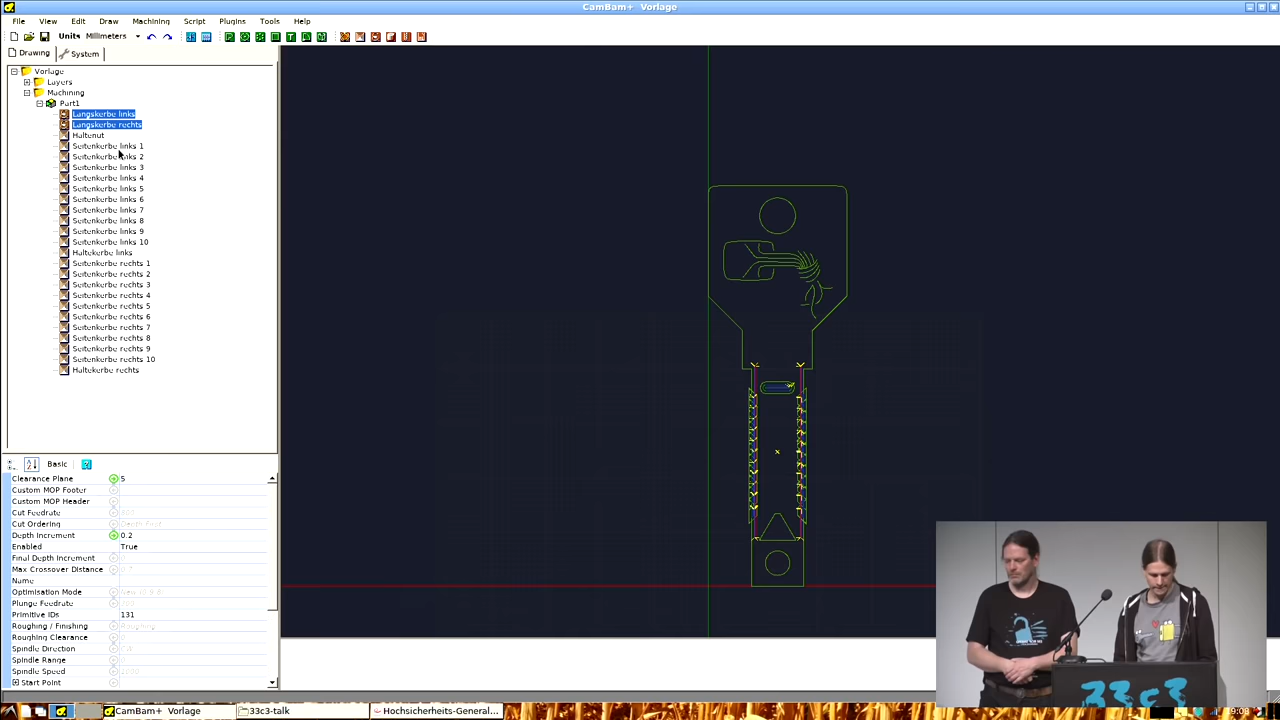 CamBam+ Vorlage
File View Edit Draw Machining Script Plugins Tools Help
Units Millimeters
Drawing System
Vorlage
Layers
Machining
Part1
Längskerbe links
Längskerbe rechts
Haltenut
Seitenkerbe links 1
Seitenkerbe links 2
Seitenkerbe links 3
Seitenkerbe links 4
Seitenkerbe links 5
Seitenkerbe links 6
Seitenkerbe links 7
Seitenkerbe links 8
Seitenkerbe links 9
Seitenkerbe links 10
Haltekerbe links
Seitenkerbe rechts 1
Seitenkerbe rechts 2
Seitenkerbe rechts 3
Seitenkerbe rechts 4
Seitenkerbe rechts 5
Seitenkerbe rechts 6
Seitenkerbe rechts 7
Seitenkerbe rechts 8
Seitenkerbe rechts 9
Seitenkerbe rechts 10
Haltekerbe rechts
Basic
Clearance Plane 5
Custom MOP Footer
Custom MOP Header
Cut Feedrate
Cut Ordering Depth First
Depth Increment 0.2
Enabled True
Final Depth Increment
Max Crossover Distance
Name
Optimisation Mode
Plunge Feedrate
Primitive IDs 131
Roughing / Finishing Roughing
Roughing Clearance
Spindle Direction
Spindle Range
Spindle Speed
Start Point
CamBam+ Vorlage 33c3-talk Hochsicherheits-General...
33c3